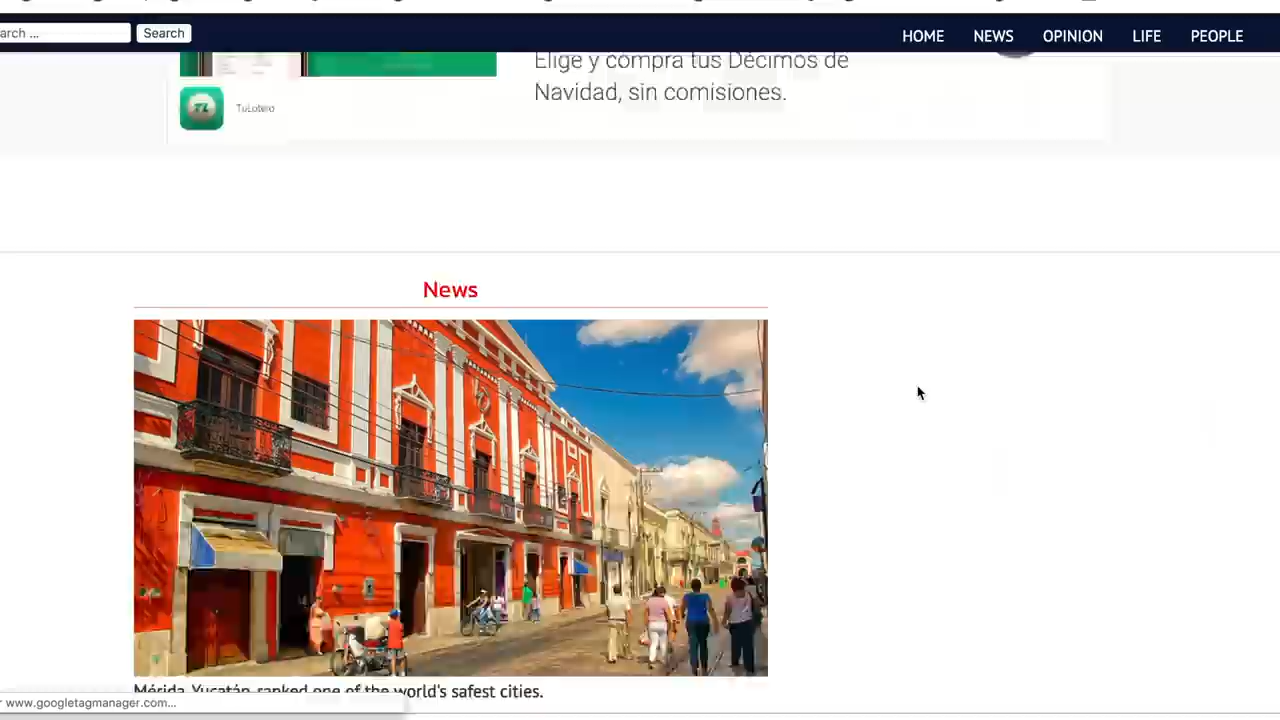 arch ...
Search
HOME
NEWS
OPINION
LIFE
PEOPLE
Elige y compra tus Décimos de
Navidad, sin comisiones.
TL
TuLotero
News
Mérida, Yucatán, ranked one of the world's safest cities.
www.googletagmanager.com...